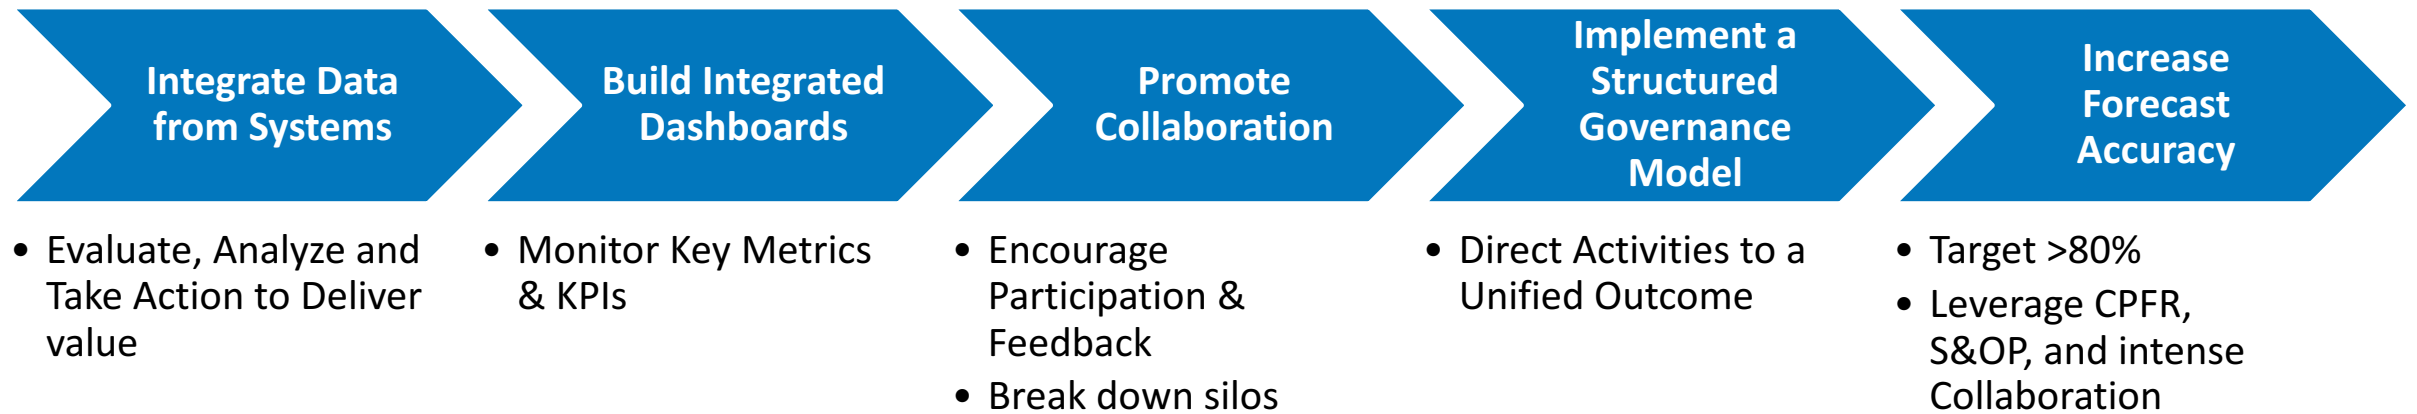 Integrate Data
from Systems
• Evaluate, Analyze and
Take Action to Deliver
value
Build Integrated
Dashboards
• Monitor Key Metrics
& KPIs
Promote
Collaboration
• Encourage
Participation &
Feedback
• Break down silos
Implement a
Structured
Governance
Model
• Direct Activities to a
Unified Outcome
Increase
Forecast
Accuracy
• Target >80%
• Leverage CPFR,
S&OP, and intense
Collaboration